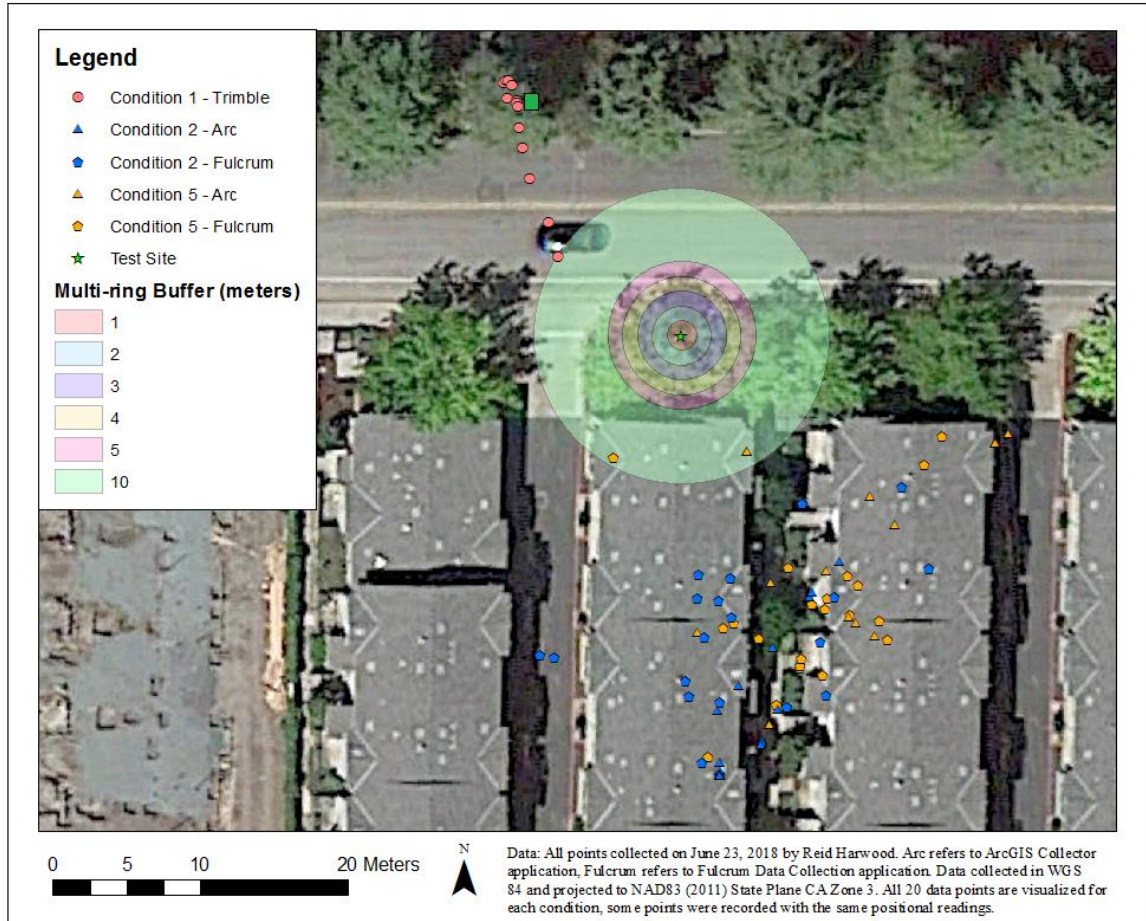 Legend
Condition 1 - Trimble
Condition 2 - Arc
Condition 2 - Fulcrum
Condition 5 - Arc
Condition 5 - Fulcrum
Test Site
Multi-ring Buffer (meters)
1
2
3
4
5
10
0 5 10 20 Meters
N
Data: All points collected on June 23, 2018 by Reid Harwood. Arc refers to ArcGIS Collector
application, Fulcrum refers to Fulcrum Data Collection application. Data collected in WGS
84 and projected to NAD83 (2011) State Plane CA Zone 3. All 20 data points are visualized for
each condition, some points were recorded with the same positional readings.